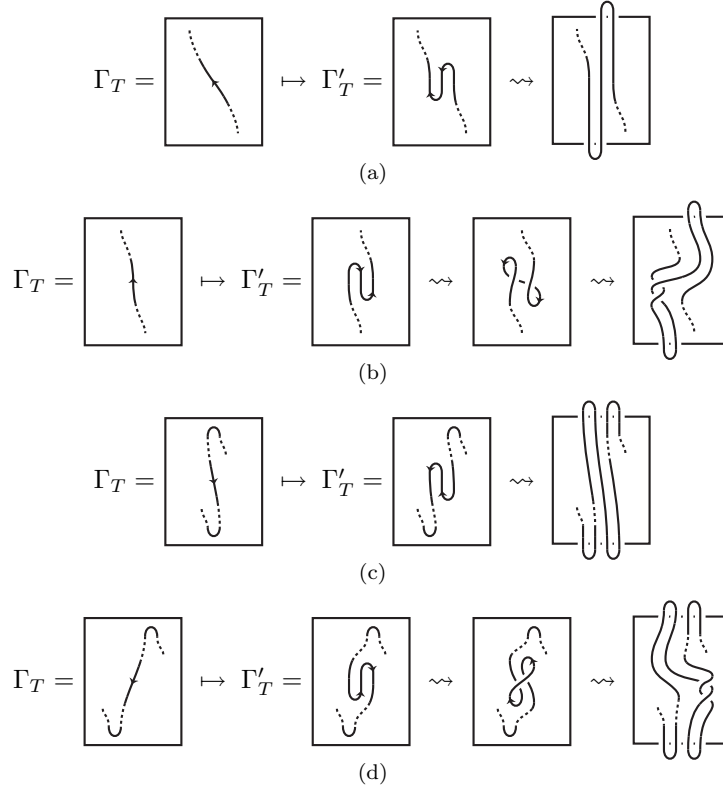 Γ_T = ↦ Γ′_T = ⇝
(a)
Γ_T = ↦ Γ′_T = ⇝ ⇝
(b)
Γ_T = ↦ Γ′_T = ⇝
(c)
Γ_T = ↦ Γ′_T = ⇝ ⇝
(d)